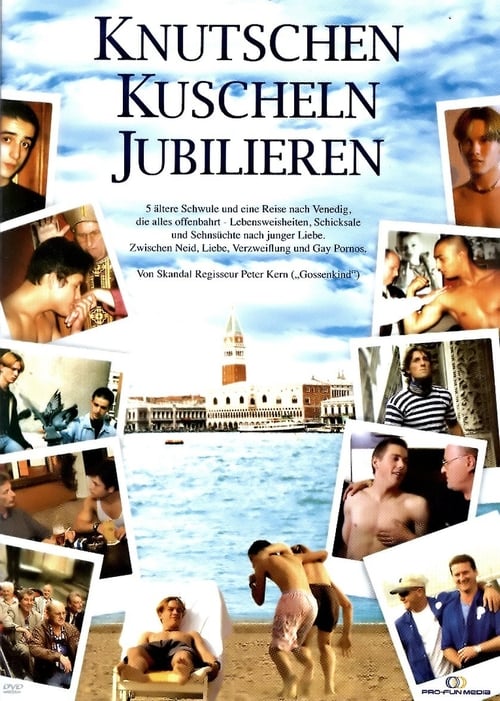 KNUTSCHEN
KUSCHELN
JUBILIEREN
5 ältere Schwule und eine Reise nach Venedig,
die alles offenbahrt - Lebensweisheiten, Schicksale
und Sehnsüchte nach junger Liebe.
Zwischen Neid, Liebe, Verzweiflung und Gay Pornos.
Von Skandal Regisseur Peter Kern („Gossenkind")
DVD
PRO-FUN MEDIA